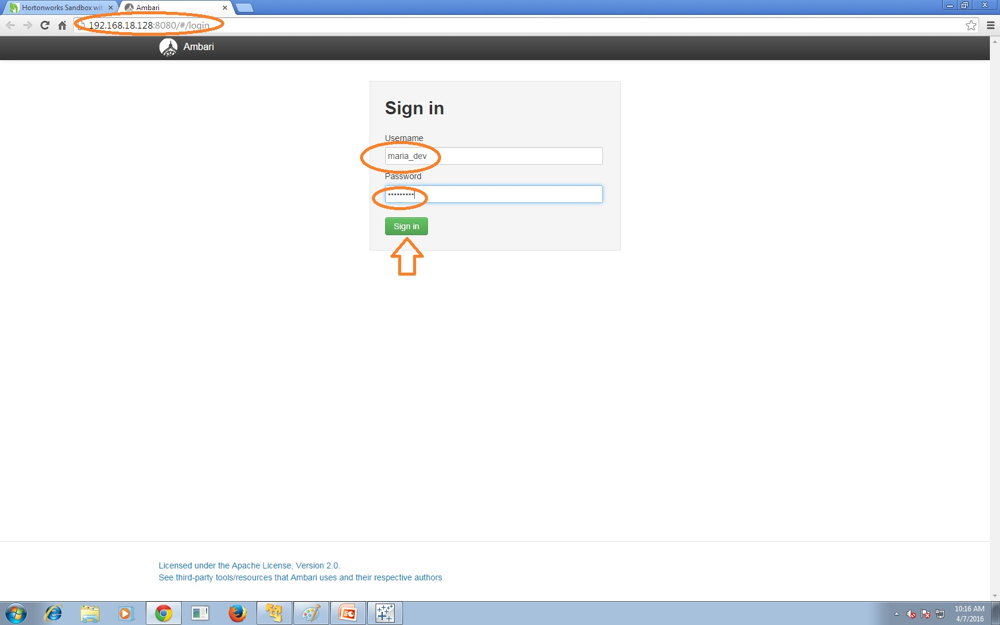 Hortonworks Sandbox wit
Ambari
192.168.18.128:8080/#/login
Ambari
Sign in
Username
maria_dev
Password
•••••••••
Sign in
Licensed under the Apache License, Version 2.0.
See third-party tools/resources that Ambari uses and their respective authors
10:16 AM
4/7/2016